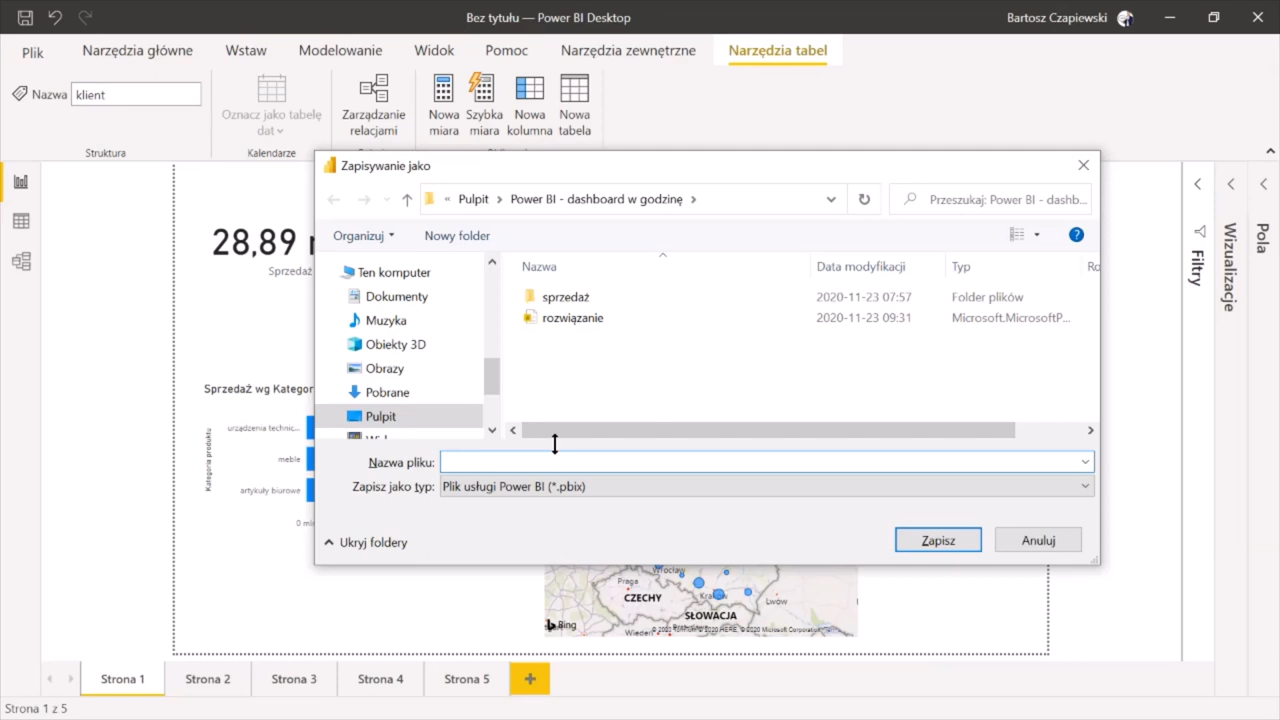 Bez tytułu — Power BI Desktop
Bartosz Czapiewski
Plik
Narzędzia główne
Wstaw
Modelowanie
Widok
Pomoc
Narzędzia zewnętrzne
Narzędzia tabel
Nazwa
klient
Oznacz jako tabelę
dat
Zarządzanie
relacjami
Nowa
miara
Szybka
miara
Nowa
kolumna
Nowa
tabela
Struktura
Kalendarze
Zapisywanie jako
« Pulpit > Power BI - dashboard w godzinę >
Przeszukaj: Power BI - dashb...
Organizuj
Nowy folder
Ten komputer
Dokumenty
Muzyka
Obiekty 3D
Obrazy
Pobrane
Pulpit
Nazwa
Data modyfikacji
Typ
sprzedaż
2020-11-23 07:57
Folder plików
rozwiązanie
2020-11-23 09:31
Microsoft.MicrosoftP...
Nazwa pliku:
Zapisz jako typ:
Plik usługi Power BI (*.pbix)
Ukryj foldery
Zapisz
Anuluj
28,89
Sprzedaż
Sprzedaż wg Kategor
Kategoria produktu
urządzenia technic...
meble
artykuły biurowe
Wrocław
Praga
CZECHY
Lwów
SŁOWACJA
Wiedeń
Bing
Filtry
Wizualizacje
Pola
Strona 1
Strona 2
Strona 3
Strona 4
Strona 5
+
Strona 1 z 5